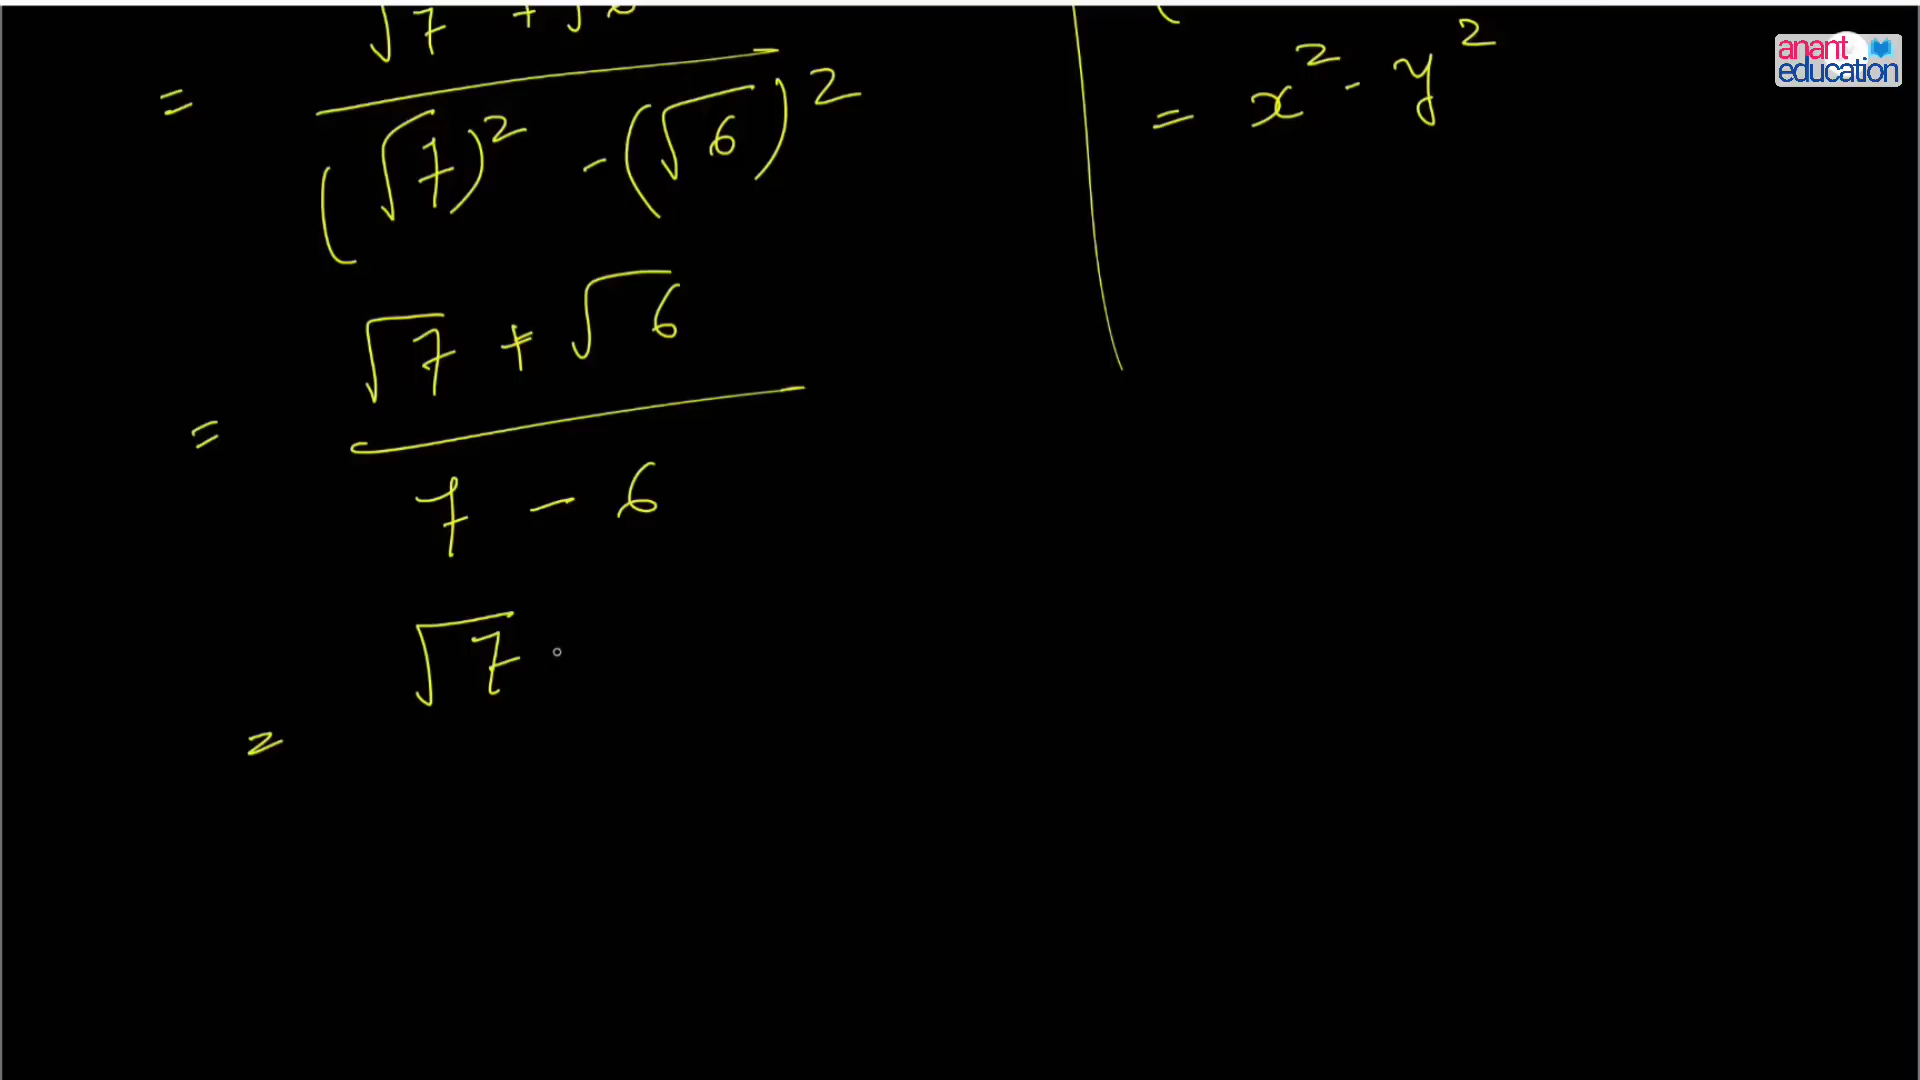 √7 + √6
= ─────────
(√7)² - (√6)²
√7 + √6
= ─────────
7 - 6
√7
=
(
= x² - y²
anant
education